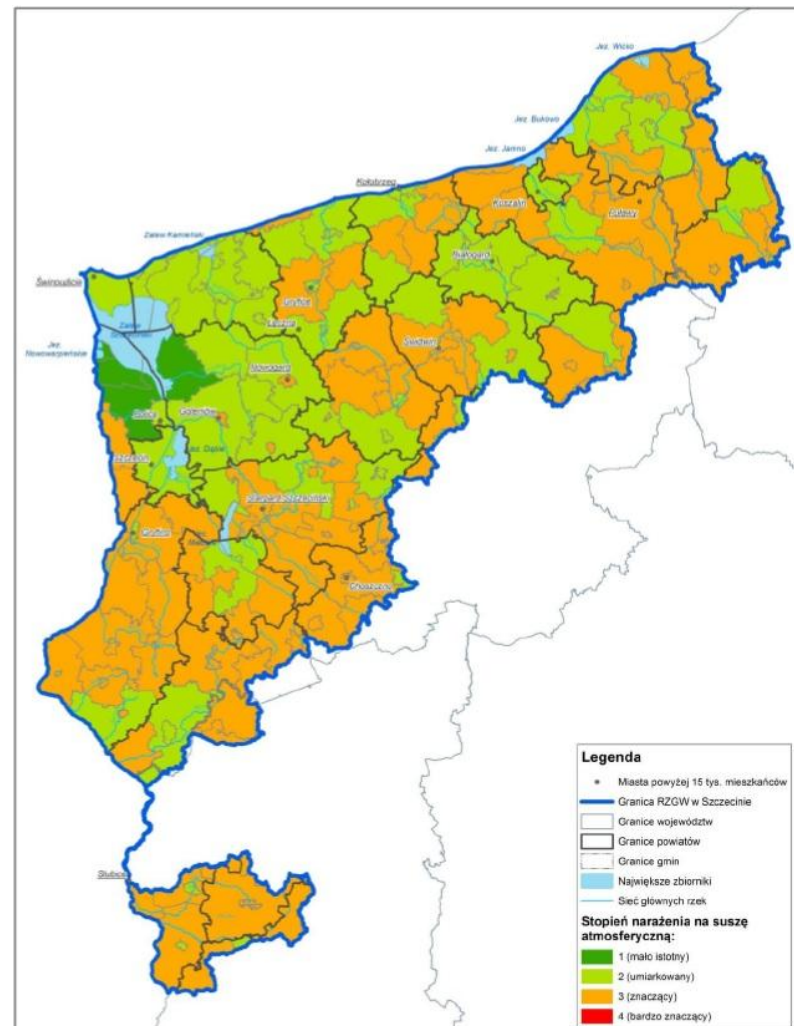 Jez. Wicko
Jez. Bukowo
Jez. Jamno
Kołobrzeg
Koszalin
Zalew Kamieński
Białogard
Świnoujście
Gryfice
Zalew
Jez.
Nowowarpieńskie
Świdwin
Nowogard
Police
Goleniów
Jez. Dąbie
Szczecin
Stargard Szczeciński
Gryfino
Choszczno
Słubice
Legenda
Miasta powyżej 15 tys. mieszkańców
Granica RZGW w Szczecinie
Granice województw
Granice powiatów
Granice gmin
Największe zbiorniki
Sieć głównych rzek
Stopień narażenia na suszę
atmosferyczną:
1 (mało istotny)
2 (umiarkowany)
3 (znaczący)
4 (bardzo znaczący)